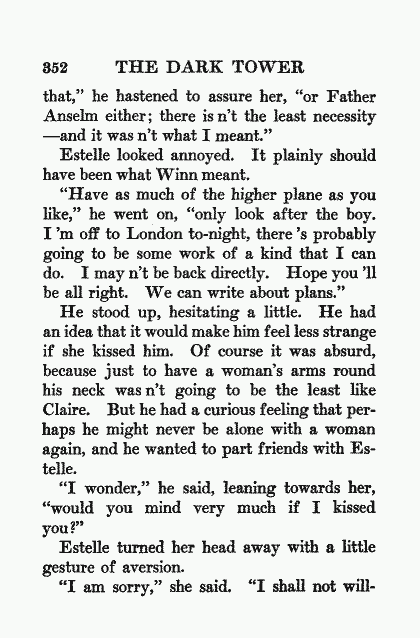 352 THE DARK TOWER
that,” he hastened to assure her, “or Father
Anselm either; there is n’t the least necessity
—and it was n’t what I meant.”
Estelle looked annoyed. It plainly should
have been what Winn meant.
“Have as much of the higher plane as you
like,” he went on, “only look after the boy.
I ’m off to London to-night, there ’s probably
going to be some work of a kind that I can
do. I may n’t be back directly. Hope you ’ll
be all right. We can write about plans.”
He stood up, hesitating a little. He had
an idea that it would make him feel less strange
if she kissed him. Of course it was absurd,
because just to have a woman’s arms round
his neck was n’t going to be the least like
Claire. But he had a curious feeling that per-
haps he might never be alone with a woman
again, and he wanted to part friends with Es-
telle.
“I wonder,” he said, leaning towards her,
“would you mind very much if I kissed
you?”
Estelle turned her head away with a little
gesture of aversion.
“I am sorry,” she said. “I shall not will-